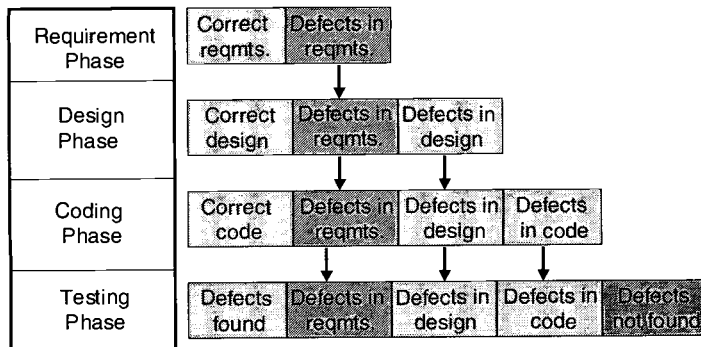 Requirement
Phase
Correct
reqmts.
Defects in
reqmts.
Design
Phase
Correct
design
Defects in
reqmts.
Defects in
design
Coding
Phase
Correct
code
Defects in
reqmts.
Defects in
design
Defects
in code
Testing
Phase
Defects
found
Defects in
reqmts.
Defects in
design
Defects in
code
Defects
not found